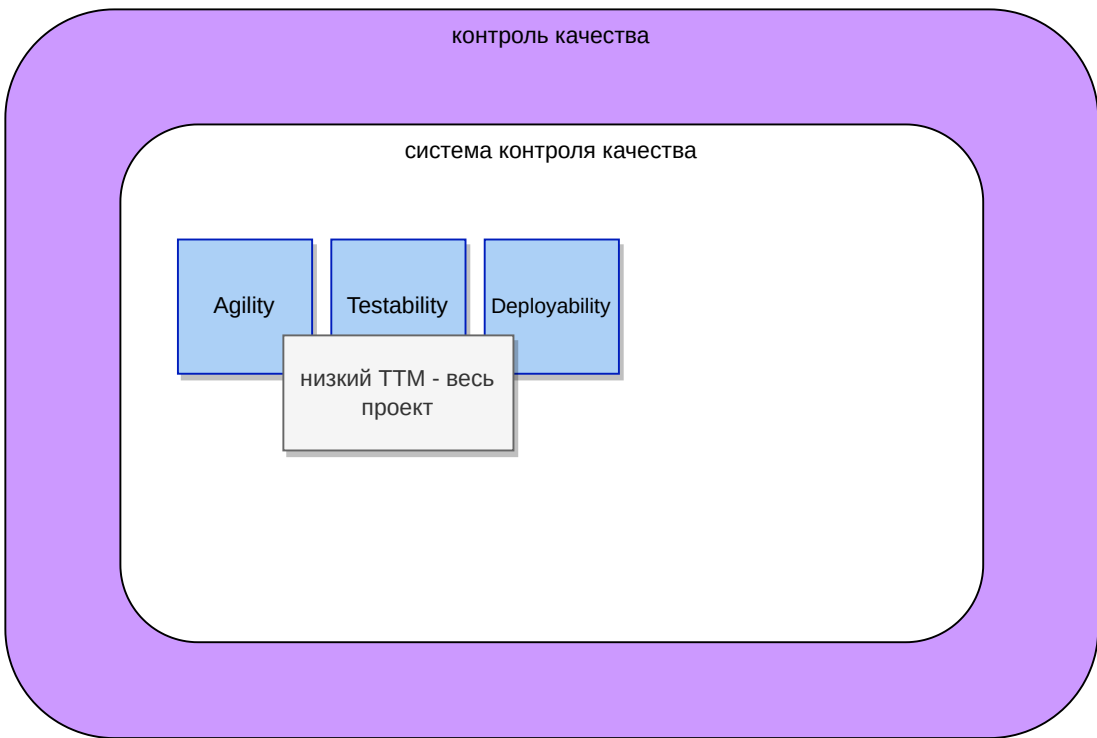 контроль качества
система контроля качества
Agility
Testability
Deployability
низкий TTM - весь
проект